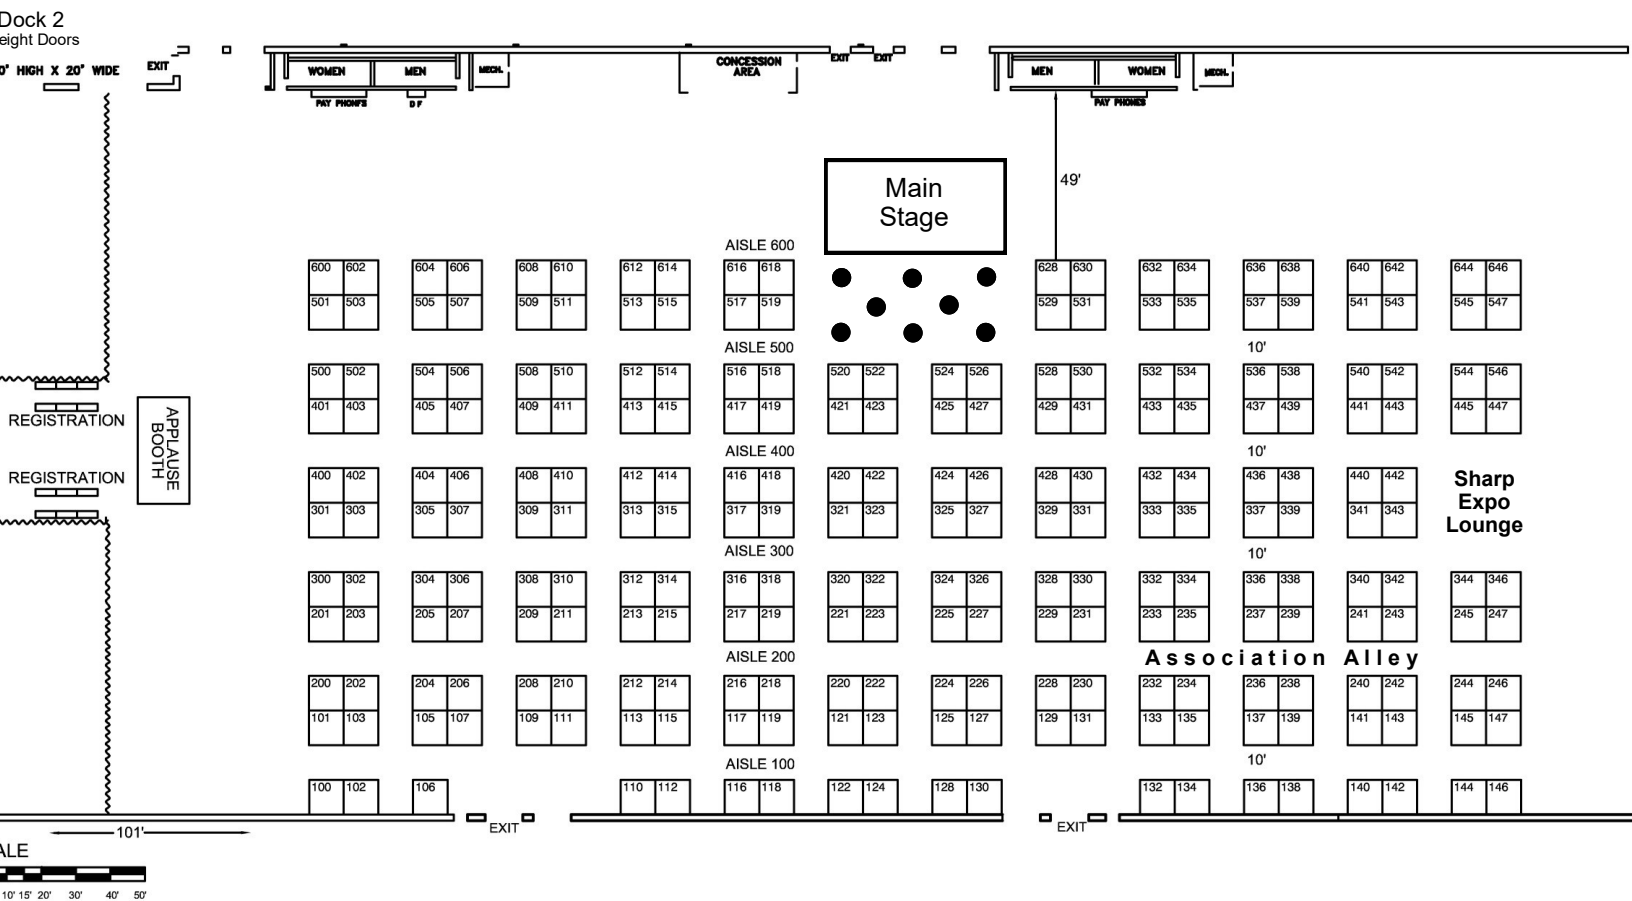 Dock 2
eight Doors
0' HIGH X 20' WIDE
EXIT
WOMEN
MEN
MECH.
PAY PHONES
D F
CONCESSION
AREA
EXIT
EXIT
MEN
WOMEN
MECH.
PAY PHONES
49'
Main
Stage
AISLE 600
600 602 604 606 608 610 612 614 616 618 628 630 632 634 636 638 640 642 644 646
501 503 505 507 509 511 513 515 517 519 529 531 533 535 537 539 541 543 545 547
AISLE 500 10'
500 502 504 506 508 510 512 514 516 518 520 522 524 526 528 530 532 534 536 538 540 542 544 546
401 403 405 407 409 411 413 415 417 419 421 423 425 427 429 431 433 435 437 439 441 443 445 447
REGISTRATION
APPLAUSE
BOOTH
AISLE 400 10'
REGISTRATION
400 402 404 406 408 410 412 414 416 418 420 422 424 426 428 430 432 434 436 438 440 442
301 303 305 307 309 311 313 315 317 319 321 323 325 327 329 331 333 335 337 339 341 343
Sharp
Expo
Lounge
AISLE 300 10'
300 302 304 306 308 310 312 314 316 318 320 322 324 326 328 330 332 334 336 338 340 342 344 346
201 203 205 207 209 211 213 215 217 219 221 223 225 227 229 231 233 235 237 239 241 243 245 247
AISLE 200 Association Alley
200 202 204 206 208 210 212 214 216 218 220 222 224 226 228 230 232 234 236 238 240 242 244 246
101 103 105 107 109 111 113 115 117 119 121 123 125 127 129 131 133 135 137 139 141 143 145 147
AISLE 100 10'
100 102 106 110 112 116 118 122 124 128 130 132 134 136 138 140 142 144 146
EXIT
EXIT
101'
ALE
10' 15' 20' 30' 40' 50'